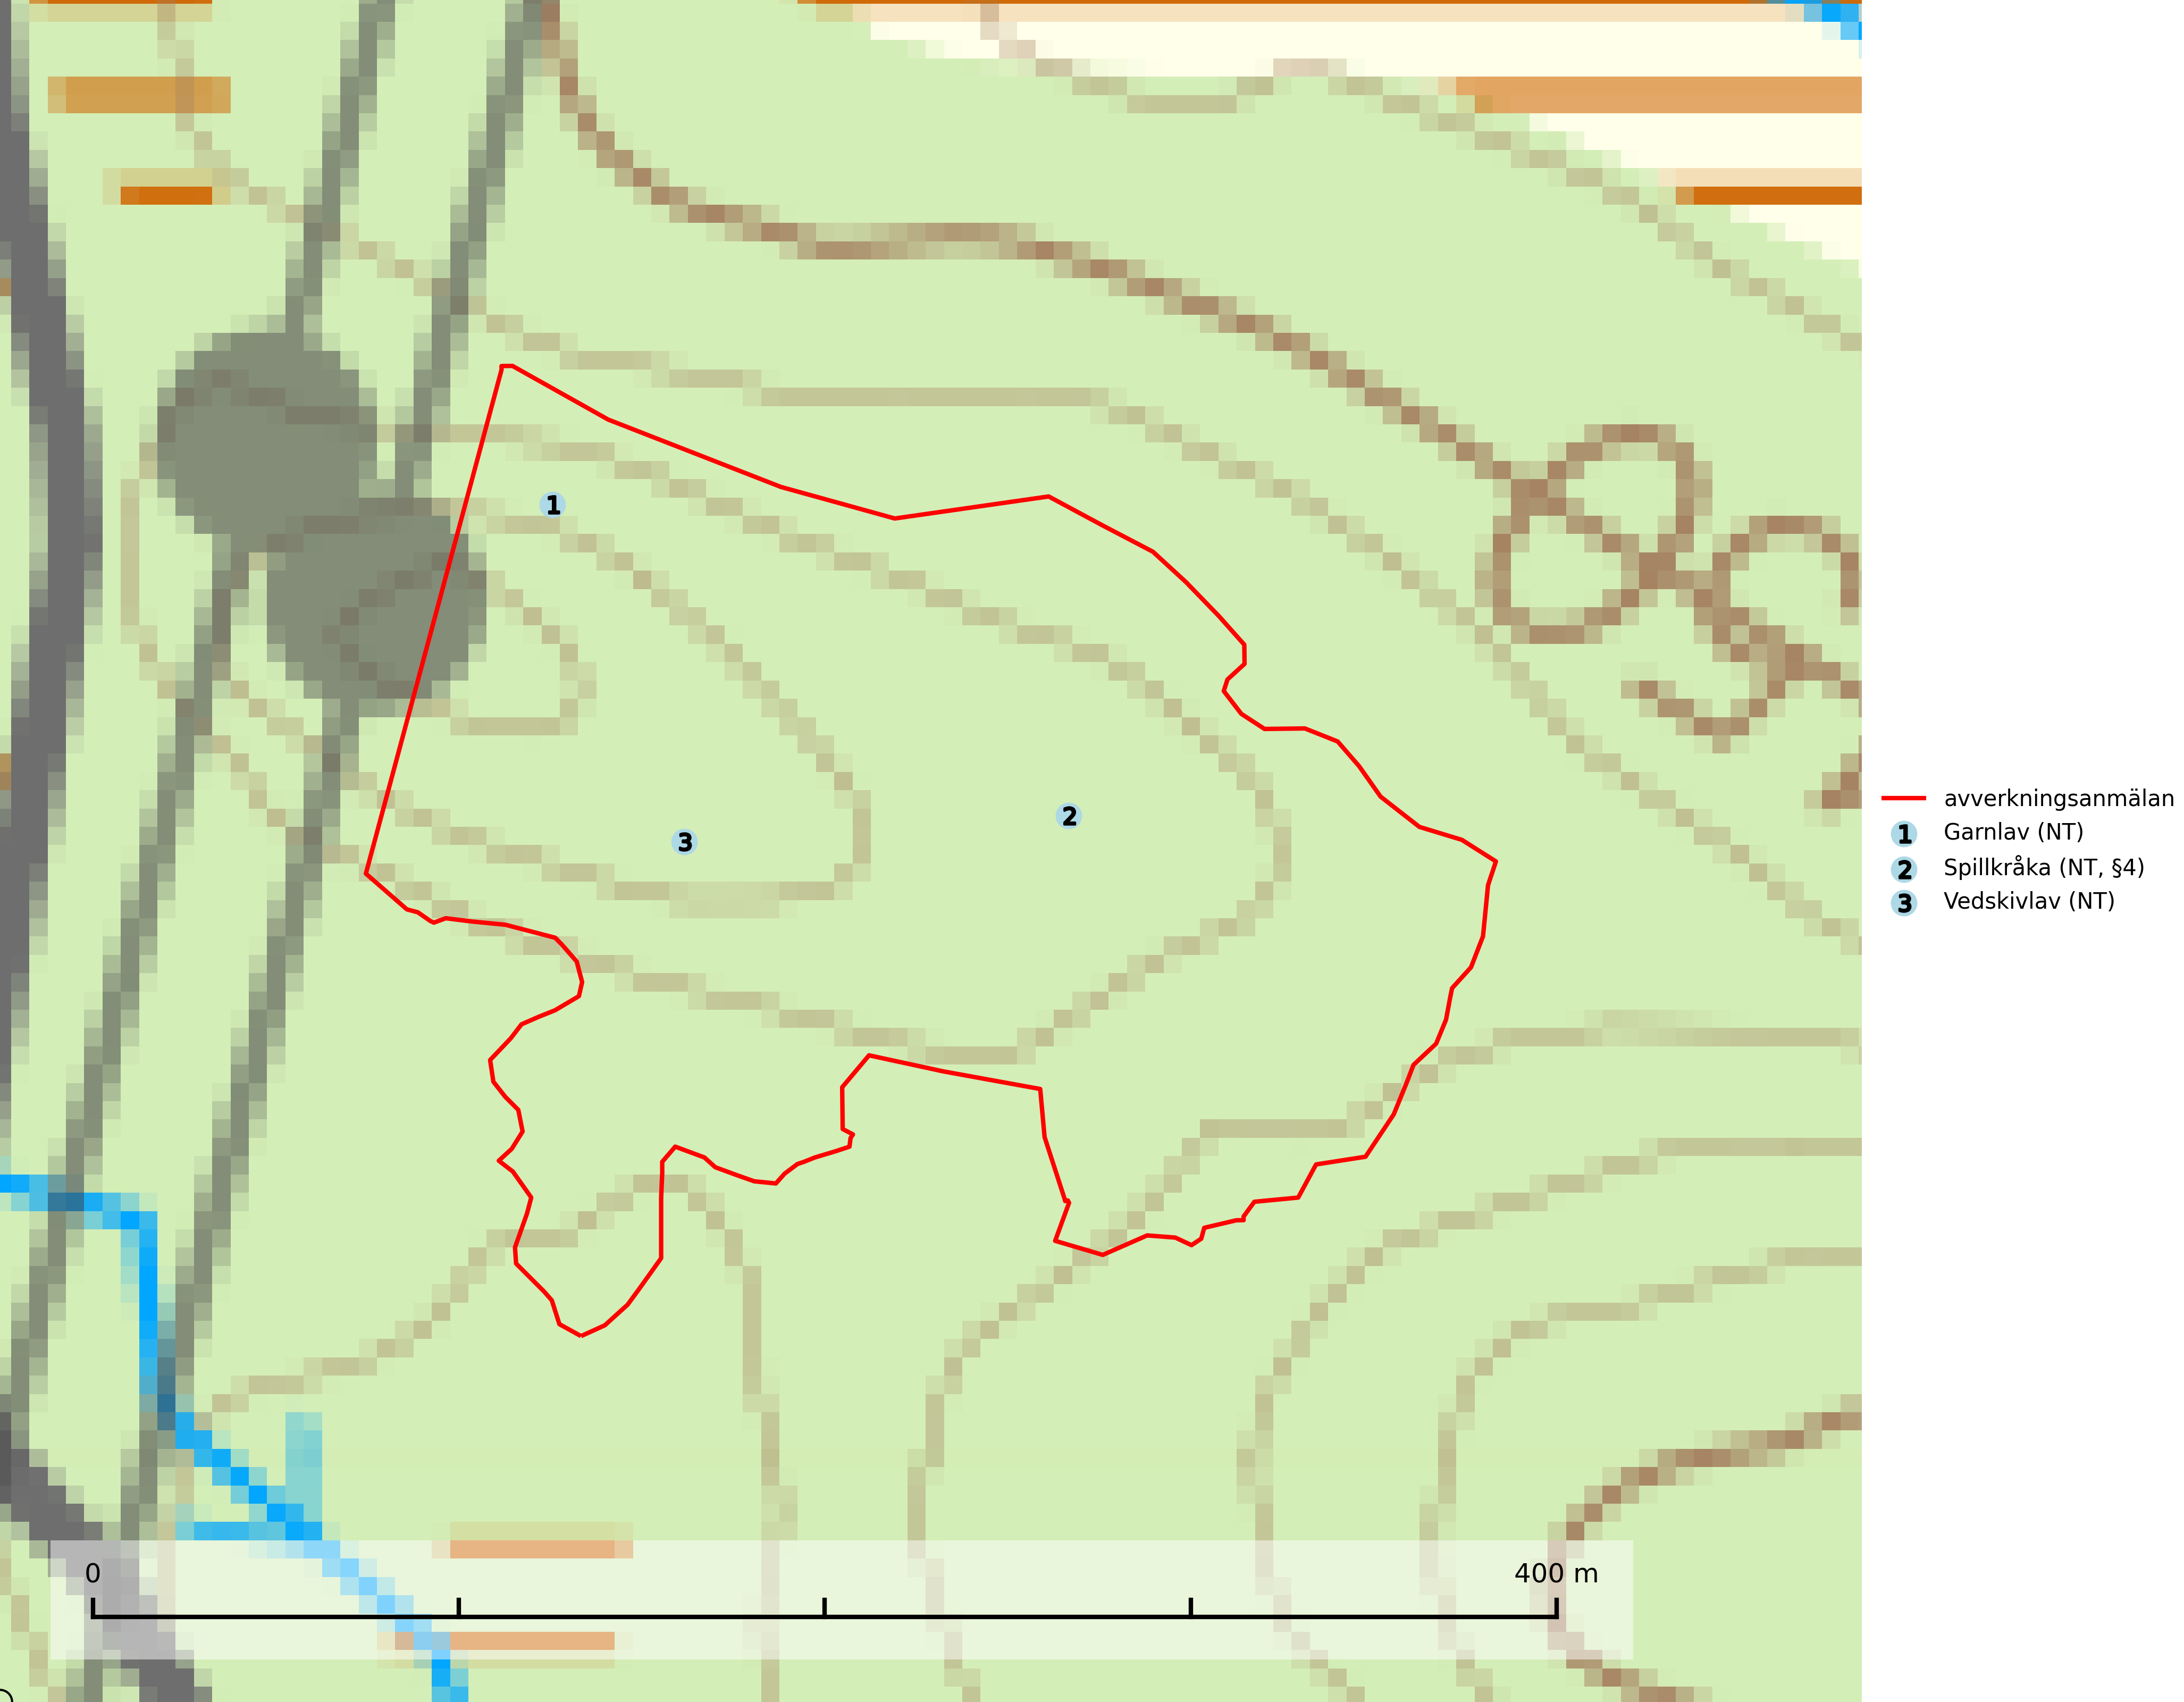 1
2
3
avverkningsanmälan
1 Garnlav (NT)
2 Spillkråka (NT, §4)
3 Vedskivlav (NT)
0 400 m